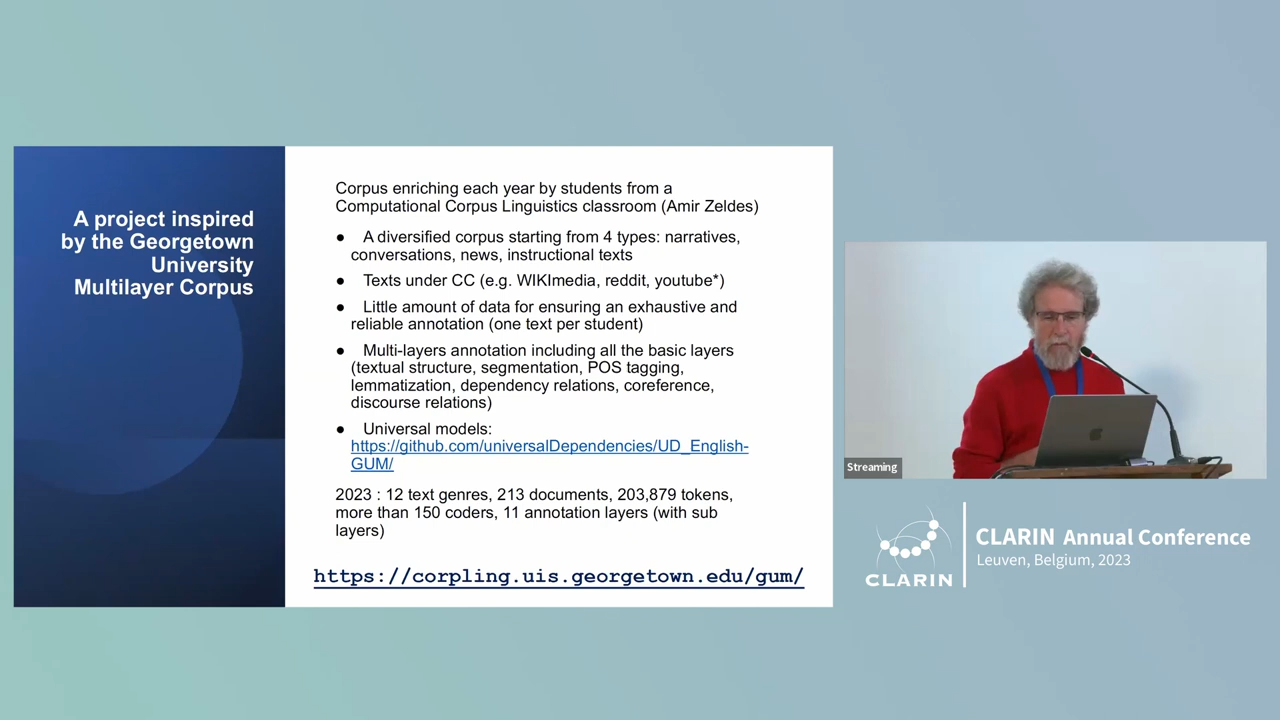 A project inspired
by the Georgetown
University
Multilayer Corpus
Corpus enriching each year by students from a
Computational Corpus Linguistics classroom (Amir Zeldes)
● A diversified corpus starting from 4 types: narratives,
conversations, news, instructional texts
● Texts under CC (e.g. WIKImedia, reddit, youtube*)
● Little amount of data for ensuring an exhaustive and
reliable annotation (one text per student)
● Multi-layers annotation including all the basic layers
(textual structure, segmentation, POS tagging,
lemmatization, dependency relations, coreference,
discourse relations)
● Universal models:
https://github.com/universalDependencies/UD_English-
GUM/
2023 : 12 text genres, 213 documents, 203,879 tokens,
more than 150 coders, 11 annotation layers (with sub
layers)
https://corpling.uis.georgetown.edu/gum/
Streaming
CLARIN
CLARIN Annual Conference
Leuven, Belgium, 2023